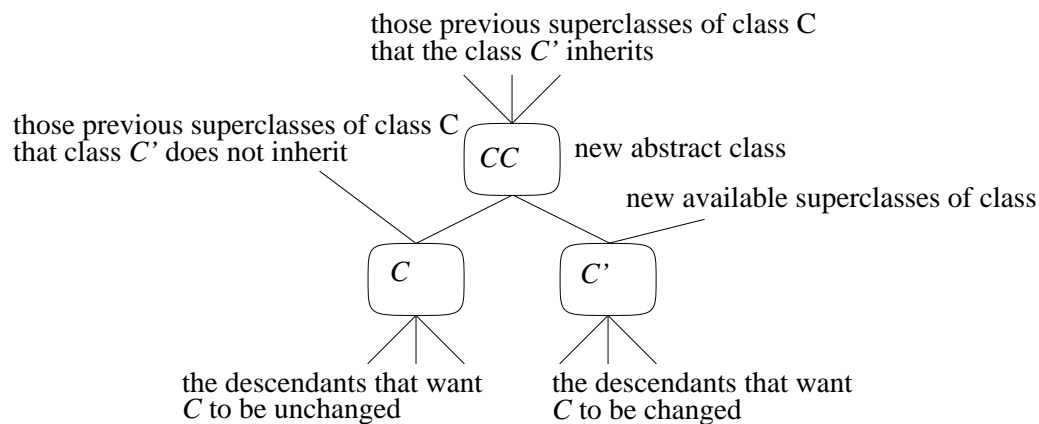 those previous superclasses of class C
that the class C’ inherits
those previous superclasses of class C
that class C’ does not inherit
CC
new abstract class
new available superclasses of class
C
C’
the descendants that want
C to be unchanged
the descendants that want
C to be changed